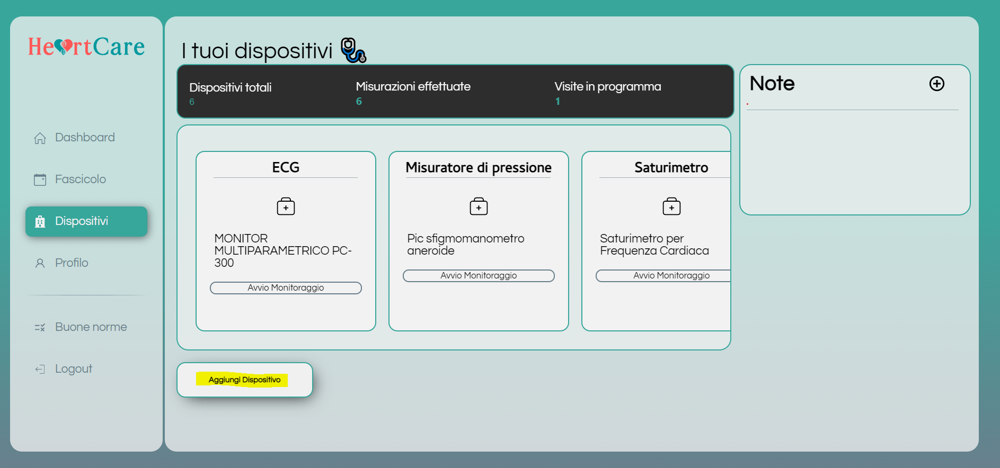 HeartCare
Dashboard
Fascicolo
Dispositivi
Profilo
Buone norme
Logout
I tuoi dispositivi
Dispositivi totali
6
Misurazioni effettuate
6
Visite in programma
1
ECG
MONITOR
MULTIPARAMETRICO PC-
300
Avvio Monitoraggio
Misuratore di pressione
Pic sfigmomanometro
aneroide
Avvio Monitoraggio
Saturimetro
Saturimetro per
Frequenza Cardiaca
Avvio Monitoraggio
Aggiungi Dispositivo
Note
.